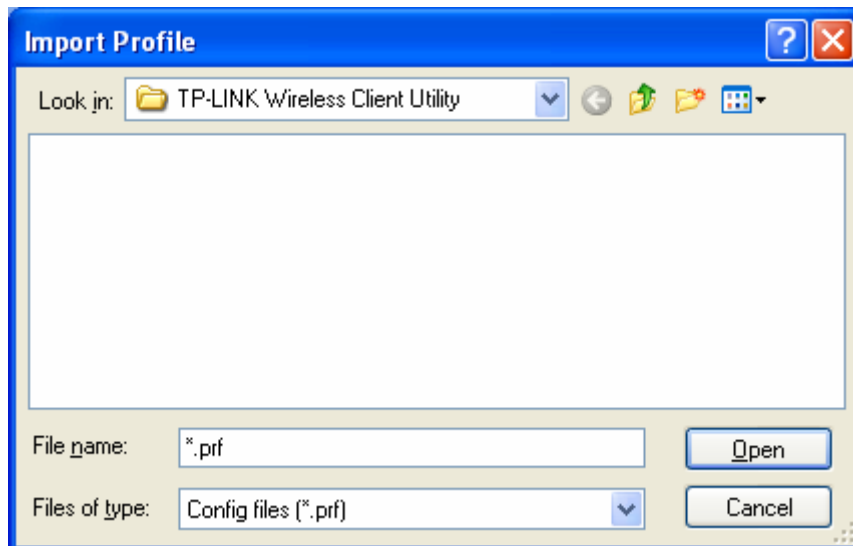 Import Profile
Look in: TP-LINK Wireless Client Utility
File name: *.prf Open
Files of type: Config files (*.prf) Cancel